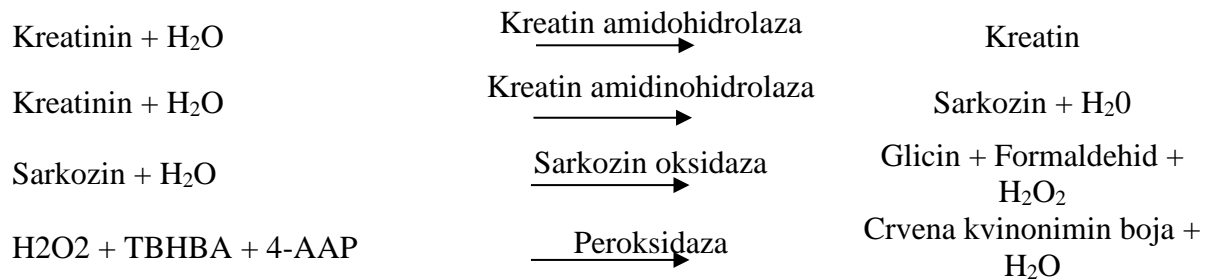 Kreatinin + H₂O Kreatin amidohidrolaza Kreatin
Kreatinin + H₂O Kreatin amidinohidrolaza Sarkozin + H₂0
Sarkozin + H₂O Sarkozin oksidaza Glicin + Formaldehid +
H₂O₂
H2O2 + TBHBA + 4-AAP Peroksidaza Crvena kvinonimin boja +
H₂O